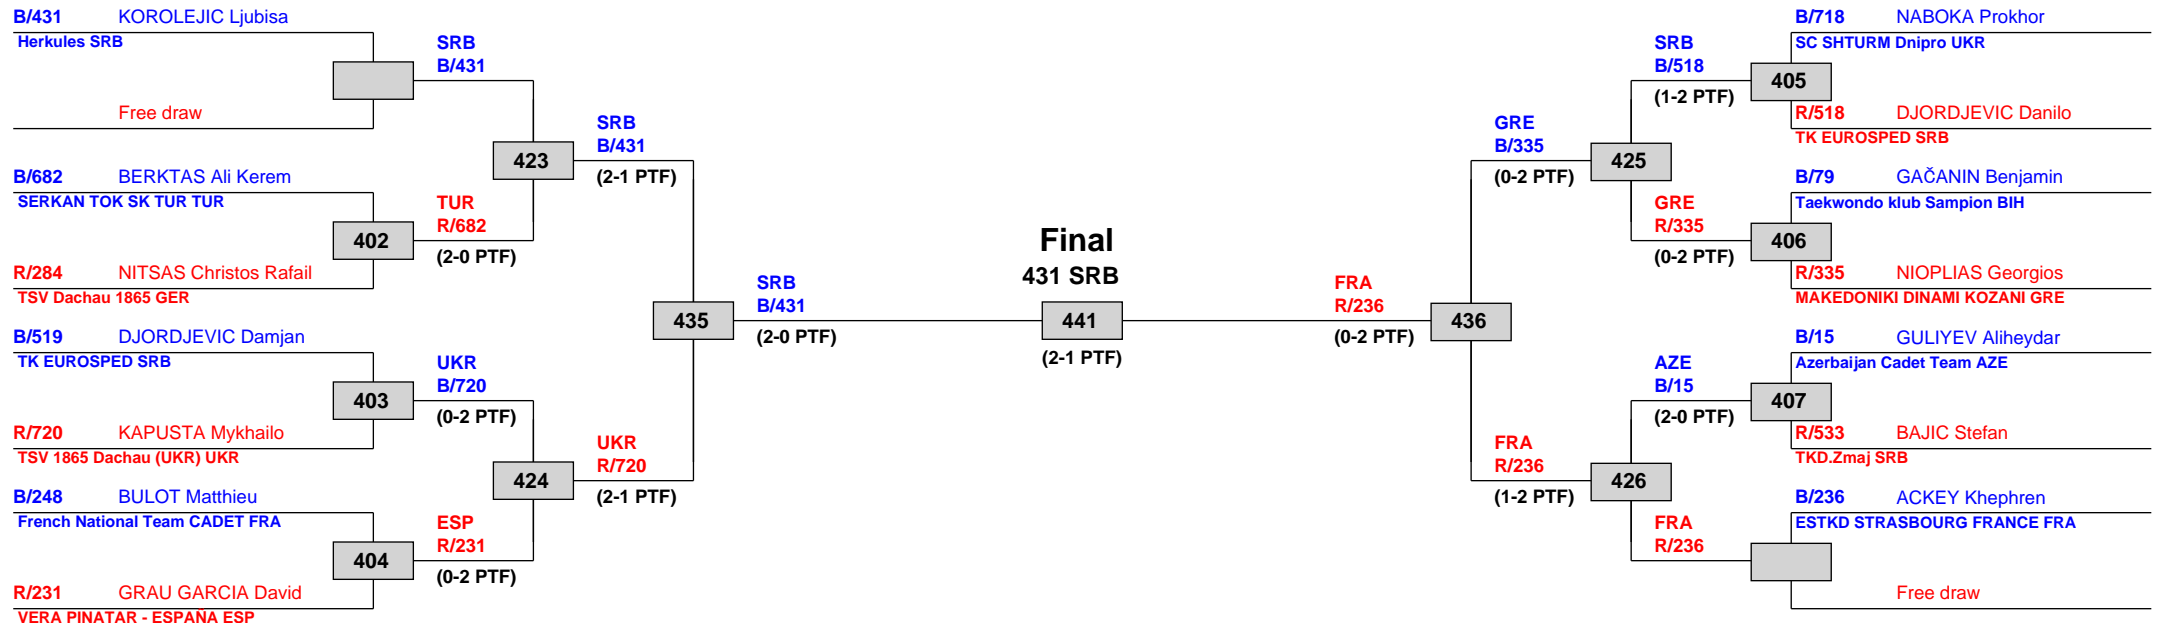 B/431 KOROLEJIC Ljubisa
Herkules SRB
Free draw
B/682 BERKTAS Ali Kerem
SERKAN TOK SK TUR TUR
402
R/284 NITSAS Christos Rafail
TSV Dachau 1865 GER
B/519 DJORDJEVIC Damjan
TK EUROSPED SRB
403
R/720 KAPUSTA Mykhailo
TSV 1865 Dachau (UKR) UKR
B/248 BULOT Matthieu
French National Team CADET FRA
404
R/231 GRAU GARCIA David
VERA PINATAR - ESPAÑA ESP
SRB
B/431
423
TUR
R/682
(2-0 PTF)
UKR
B/720
(0-2 PTF)
424
ESP
R/231
(0-2 PTF)
SRB
B/431
(2-1 PTF)
435
UKR
R/720
(2-1 PTF)
SRB
B/431
(2-0 PTF)
Final
431 SRB
441
(2-1 PTF)
FRA
R/236
(0-2 PTF)
436
GRE
B/335
(0-2 PTF)
FRA
R/236
(1-2 PTF)
SRB
B/518
(1-2 PTF)
425
GRE
R/335
(0-2 PTF)
AZE
B/15
(2-0 PTF)
426
FRA
R/236
B/718 NABOKA Prokhor
SC SHTURM Dnipro UKR
405
R/518 DJORDJEVIC Danilo
TK EUROSPED SRB
B/79 GAČANIN Benjamin
Taekwondo klub Sampion BIH
406
R/335 NIOPLIAS Georgios
MAKEDONIKI DINAMI KOZANI GRE
B/15 GULIYEV Aliheydar
Azerbaijan Cadet Team AZE
407
R/533 BAJIC Stefan
TKD.Zmaj SRB
B/236 ACKEY Khephren
ESTKD STRASBOURG FRANCE FRA
Free draw